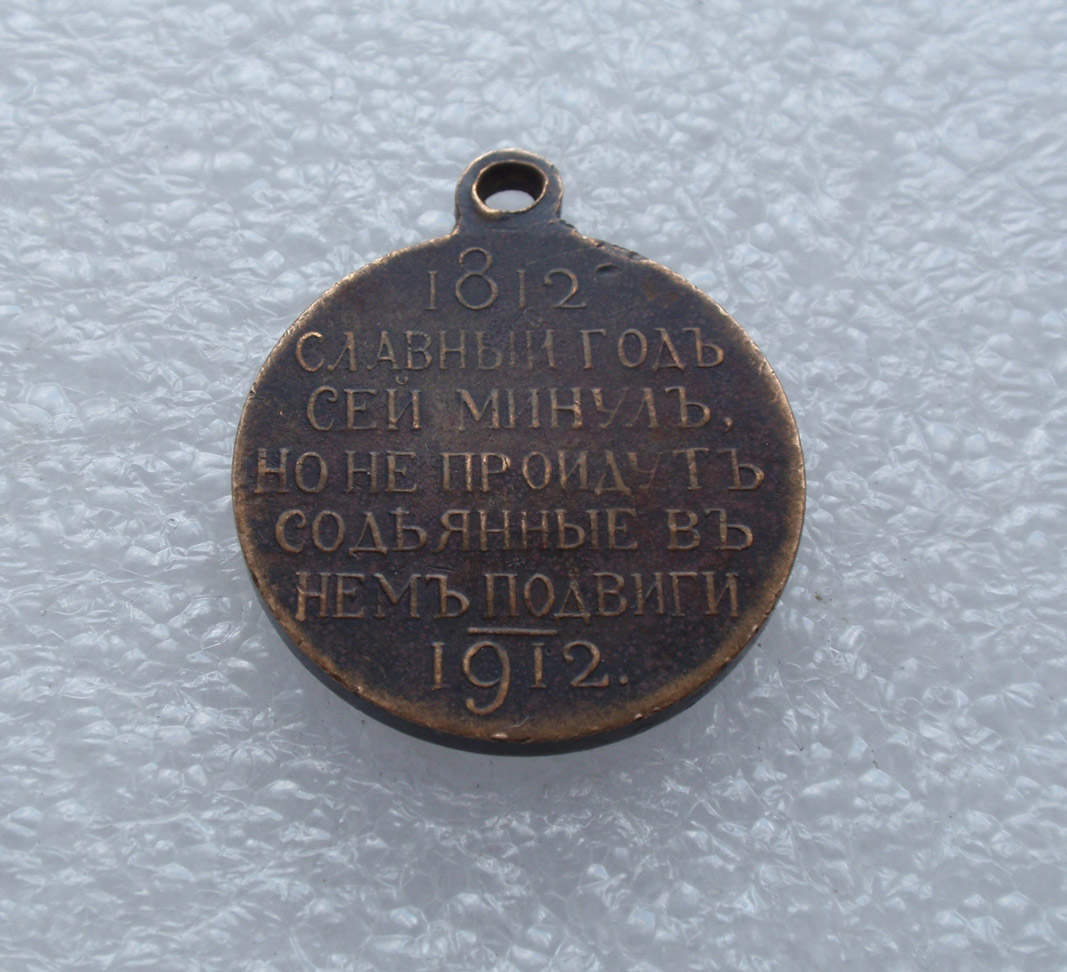 1812
СЛАВНЫЙ ГОДЪ
СЕЙ МИНУЛЪ,
НО НЕ ПРОЙДУТЪ
СОДѢЯННЫЕ ВЪ
НЕМЪ ПОДВИГИ
1912.